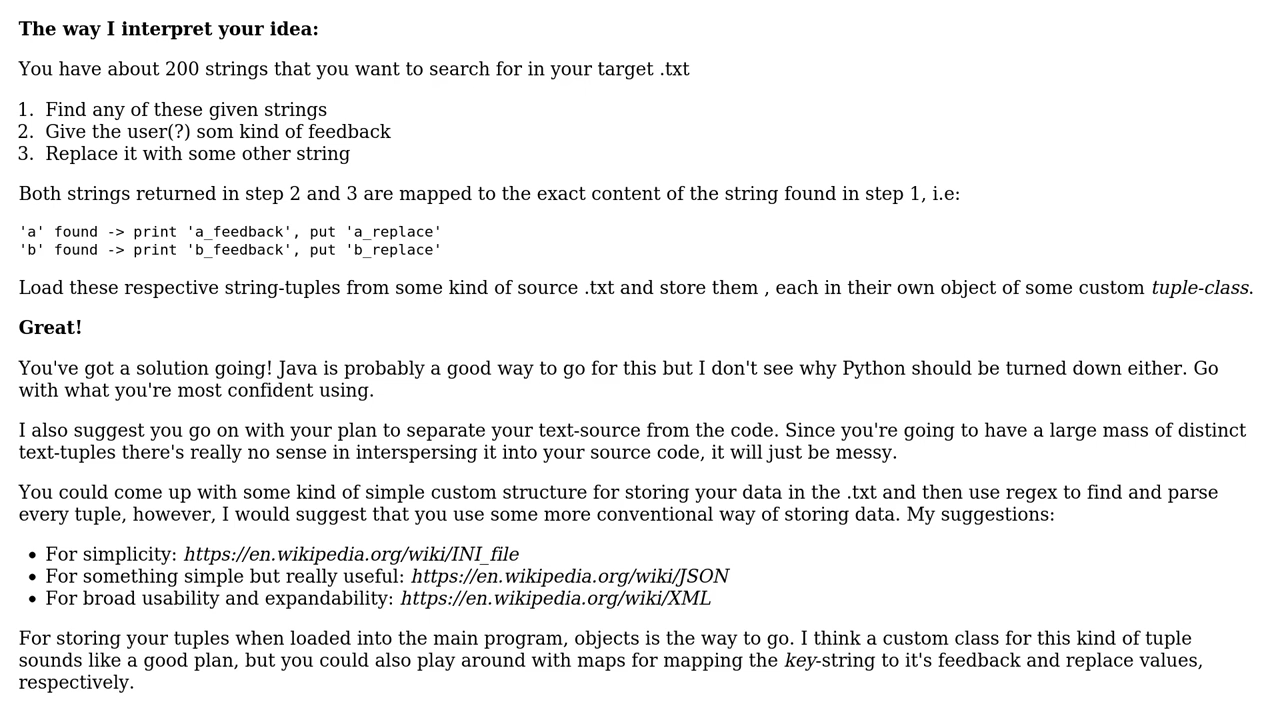 The way I interpret your idea:
You have about 200 strings that you want to search for in your target .txt
1. Find any of these given strings
2. Give the user(?) som kind of feedback
3. Replace it with some other string
Both strings returned in step 2 and 3 are mapped to the exact content of the string found in step 1, i.e:
'a' found -> print 'a_feedback', put 'a_replace'
'b' found -> print 'b_feedback', put 'b_replace'
Load these respective string-tuples from some kind of source .txt and store them , each in their own object of some custom tuple-class.
Great!
You've got a solution going! Java is probably a good way to go for this but I don't see why Python should be turned down either. Go
with what you're most confident using.
I also suggest you go on with your plan to separate your text-source from the code. Since you're going to have a large mass of distinct
text-tuples there's really no sense in interspersing it into your source code, it will just be messy.
You could come up with some kind of simple custom structure for storing your data in the .txt and then use regex to find and parse
every tuple, however, I would suggest that you use some more conventional way of storing data. My suggestions:
• For simplicity: https://en.wikipedia.org/wiki/INI_file
• For something simple but really useful: https://en.wikipedia.org/wiki/JSON
• For broad usability and expandability: https://en.wikipedia.org/wiki/XML
For storing your tuples when loaded into the main program, objects is the way to go. I think a custom class for this kind of tuple
sounds like a good plan, but you could also play around with maps for mapping the key-string to it's feedback and replace values,
respectively.